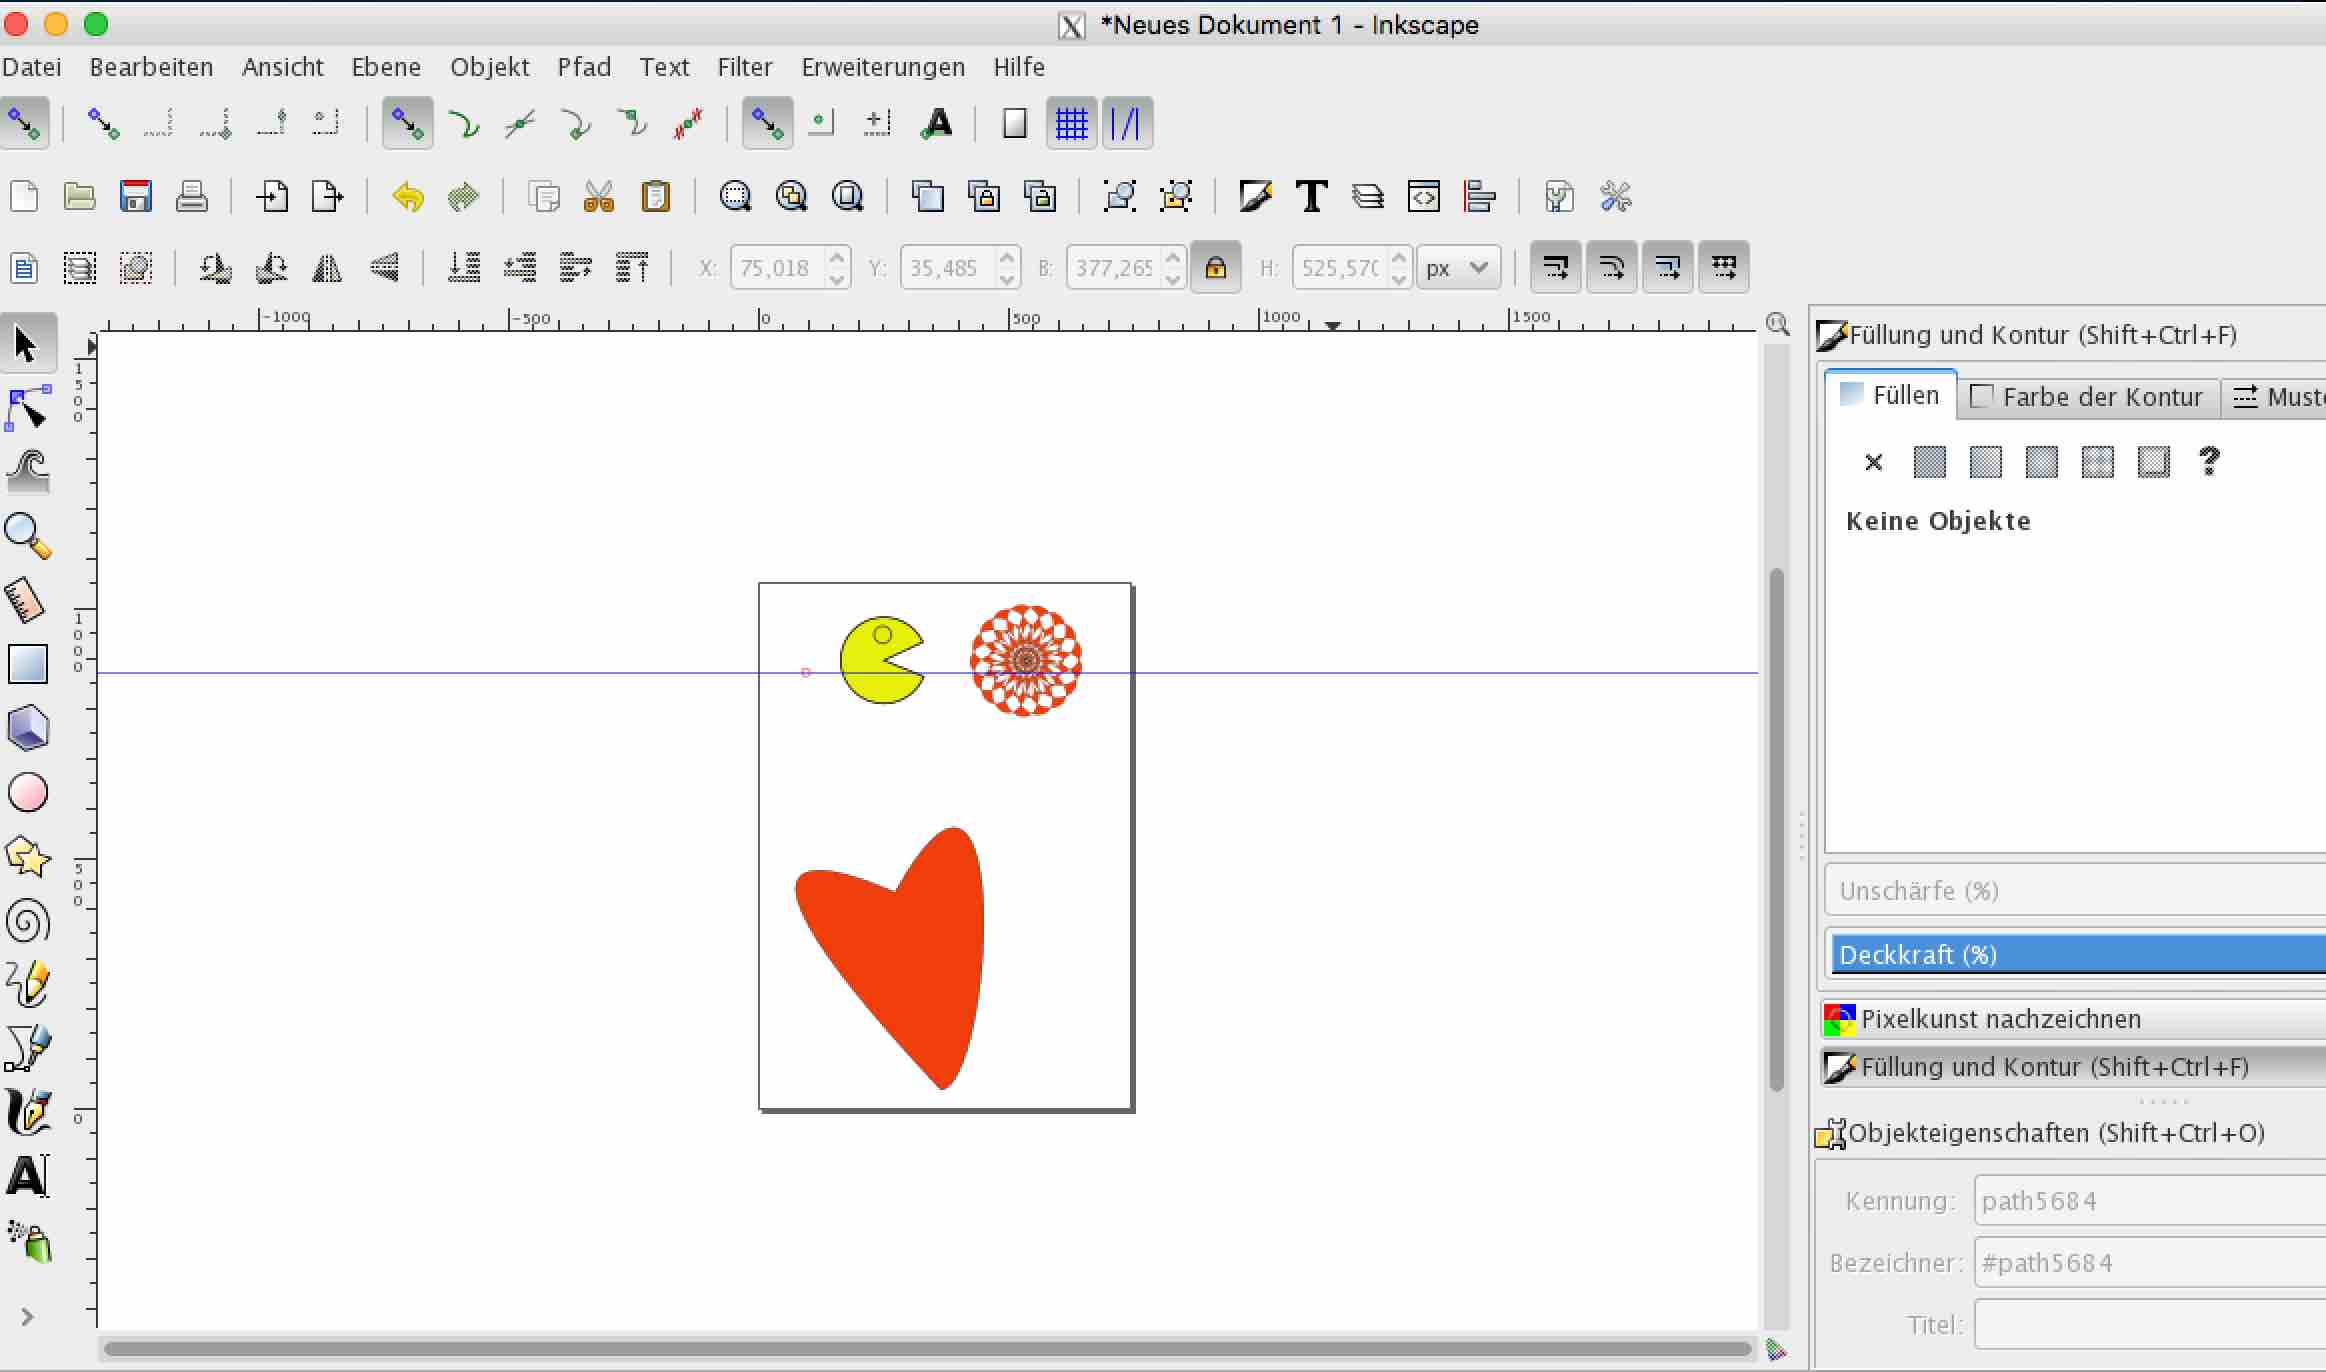 *Neues Dokument 1 - Inkscape
Datei Bearbeiten Ansicht Ebene Objekt Pfad Text Filter Erweiterungen Hilfe
X: 75,018 Y: 35,485 B: 377,265 H: 525,570 px
-1000 -500 0 500 1000 1500
1500
1000
500
0
Füllung und Kontur (Shift+Ctrl+F)
Füllen Farbe der Kontur Muste
Keine Objekte
Unschärfe (%)
Deckkraft (%)
Pixelkunst nachzeichnen
Füllung und Kontur (Shift+Ctrl+F)
Objekteigenschaften (Shift+Ctrl+O)
Kennung: path5684
Bezeichner: #path5684
Titel: